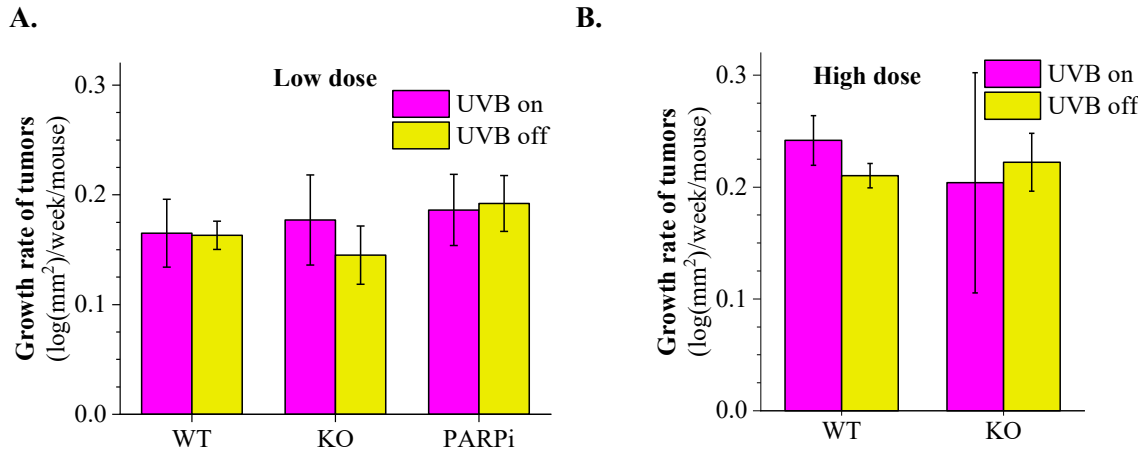 A.
Growth rate of tumors
(log(mm²)/week/mouse)
Low dose
UVB on
UVB off
0.3
0.2
0.1
0.0
WT KO PARPi
B.
Growth rate of tumors
(log(mm²)/week/mouse)
High dose
UVB on
UVB off
0.3
0.2
0.1
0.0
WT KO